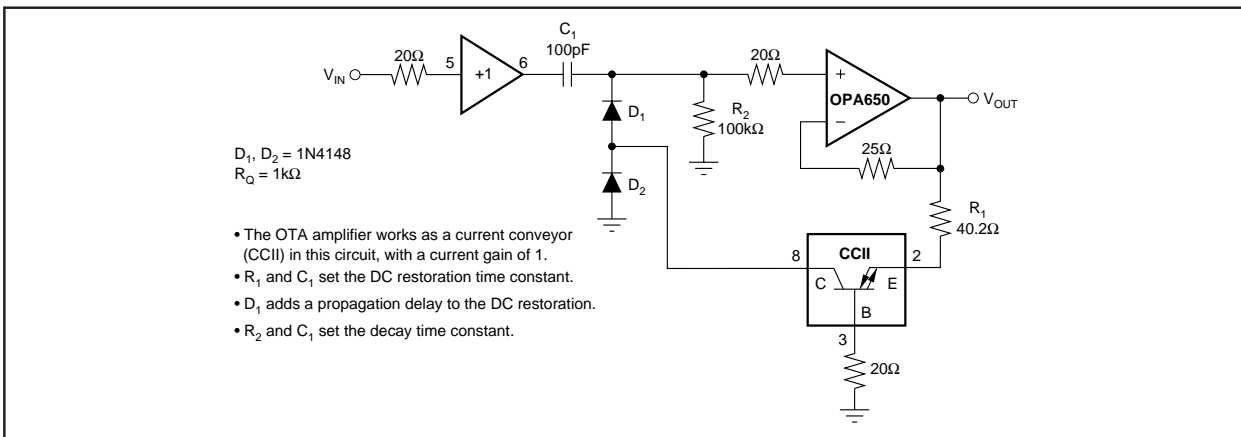 C1
100pF
20Ω
VIN
5
+1
6
20Ω
+
OPA650
–
VOUT
D1
R2
100kΩ
25Ω
D1, D2 = 1N4148
RQ = 1kΩ
D2
R1
40.2Ω
• The OTA amplifier works as a current conveyor
(CCII) in this circuit, with a current gain of 1.
• R1 and C1 set the DC restoration time constant.
• D1 adds a propagation delay to the DC restoration.
• R2 and C1 set the decay time constant.
8
CCII
2
C
E
B
3
20Ω